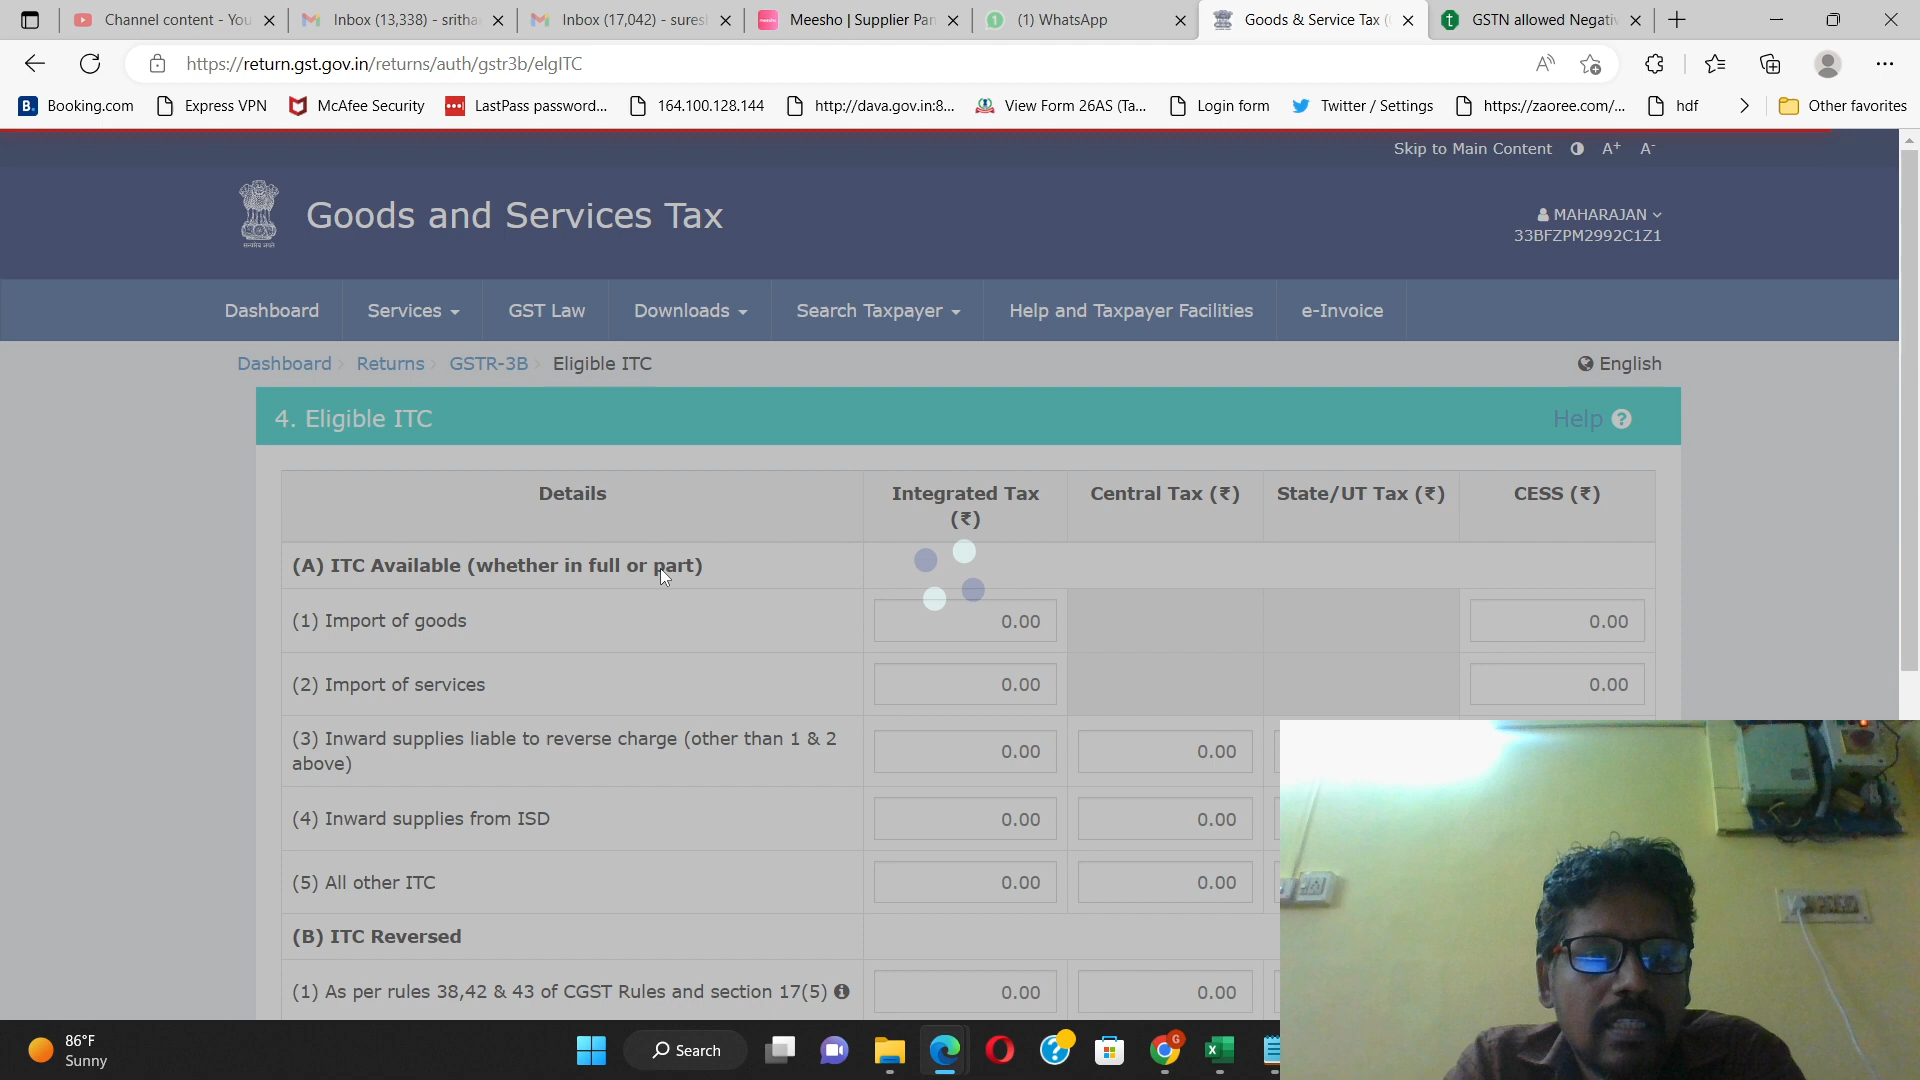 Channel content - You
Inbox (13,338) - sritha
Inbox (17,042) - sures
Meesho | Supplier Pan
(1) WhatsApp
Goods & Service Tax (
GSTN allowed Negativ
https://return.gst.gov.in/returns/auth/gstr3b/elgITC
Booking.com
Express VPN
McAfee Security
LastPass password...
164.100.128.144
http://dava.gov.in:8...
View Form 26AS (Ta...
Login form
Twitter / Settings
https://zaoree.com/...
hdf
Other favorites
Skip to Main Content
A+
A-
Goods and Services Tax
MAHARAJAN
33BFZPM2992C1Z1
Dashboard
Services
GST Law
Downloads
Search Taxpayer
Help and Taxpayer Facilities
e-Invoice
Dashboard
Returns
GSTR-3B
Eligible ITC
English
4. Eligible ITC
Help
Details
Integrated Tax
(₹)
Central Tax (₹)
State/UT Tax (₹)
CESS (₹)
(A) ITC Available (whether in full or part)
(1) Import of goods
0.00
0.00
(2) Import of services
0.00
0.00
(3) Inward supplies liable to reverse charge (other than 1 & 2
above)
0.00
0.00
(4) Inward supplies from ISD
0.00
0.00
(5) All other ITC
0.00
0.00
(B) ITC Reversed
(1) As per rules 38,42 & 43 of CGST Rules and section 17(5)
0.00
0.00
86°F
Sunny
Search